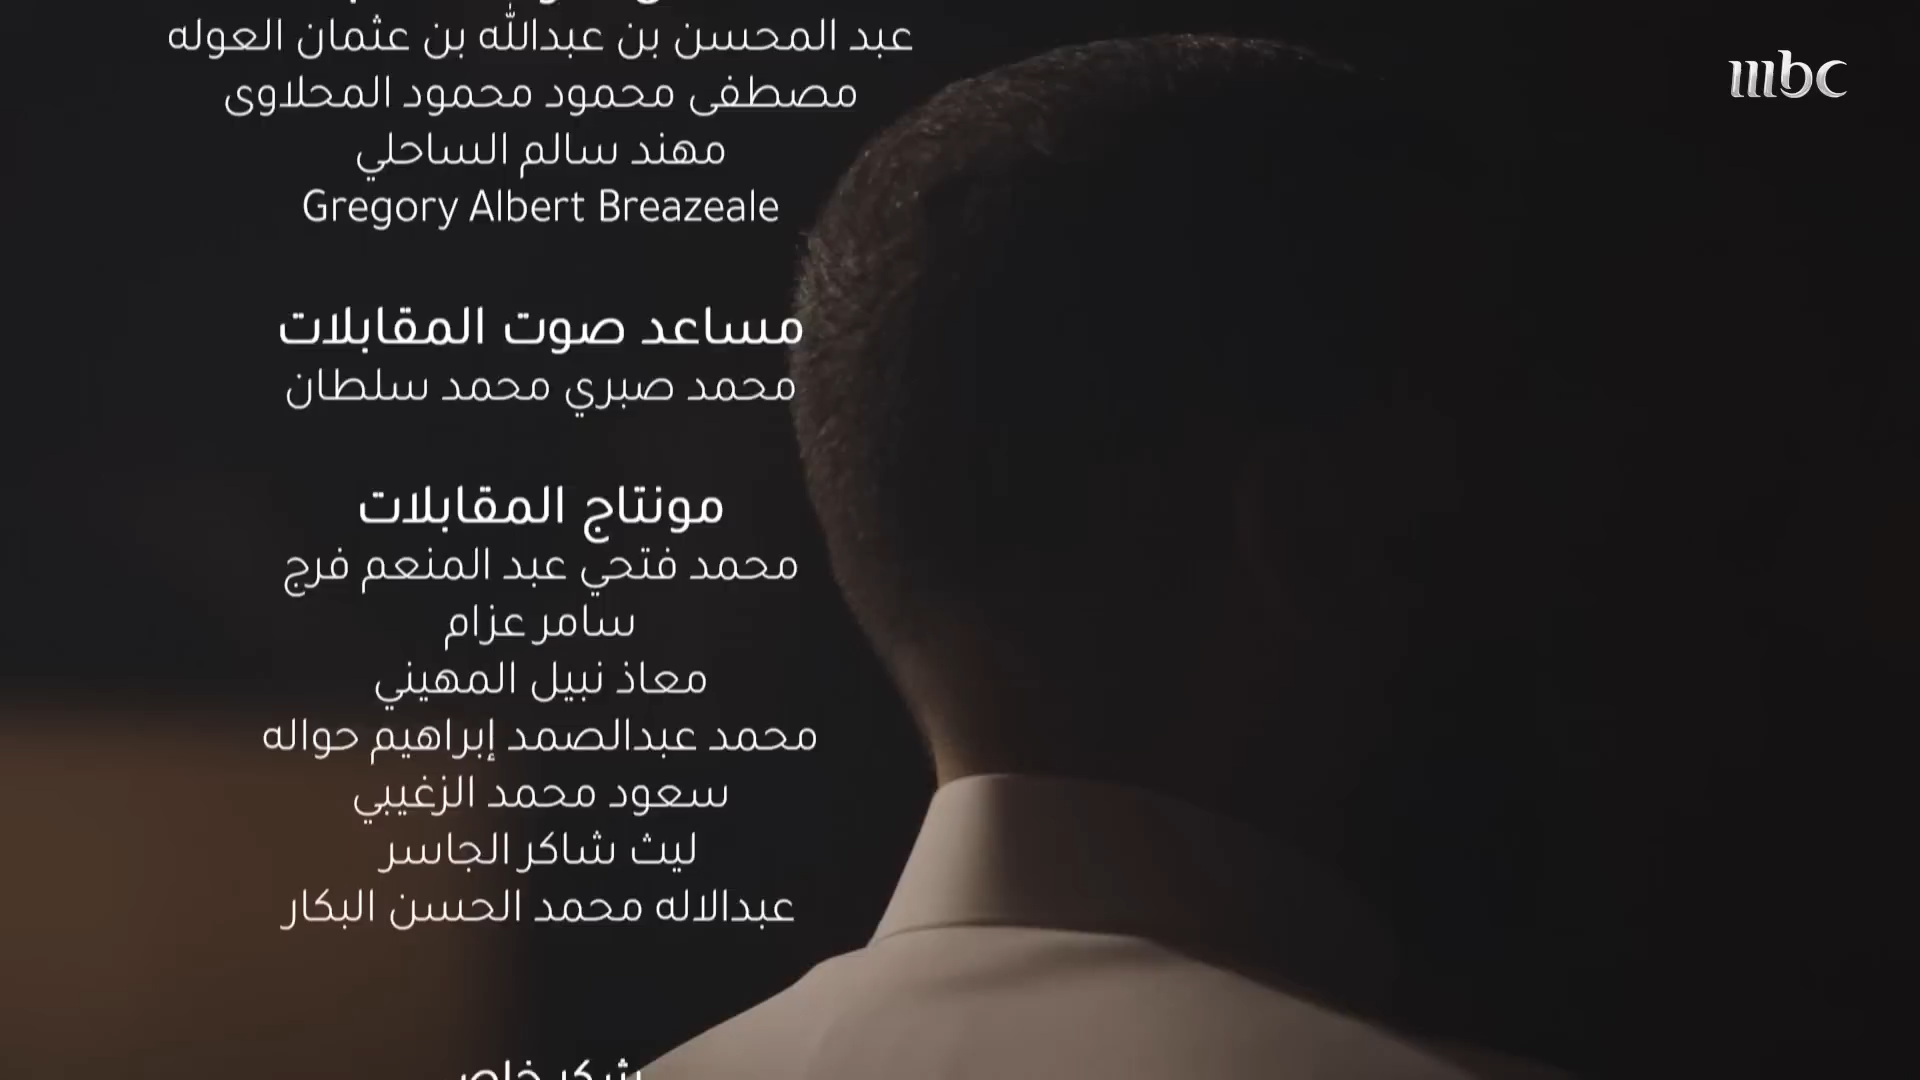 عبد المحسن بن عبدالله بن عثمان العوله
مصطفى محمود محمود المحلاوى
مهند سالم الساحلي
Gregory Albert Breazeale
مساعد صوت المقابلات
محمد صبري محمد سلطان
مونتاج المقابلات
محمد فتحي عبد المنعم فرج
سامر عزام
معاذ نبيل المهيني
محمد عبدالصمد إبراهيم حواله
سعود محمد الزغيبي
ليث شاكر الجاسر
عبدالاله محمد الحسن البكار
شكر خاص
mbc